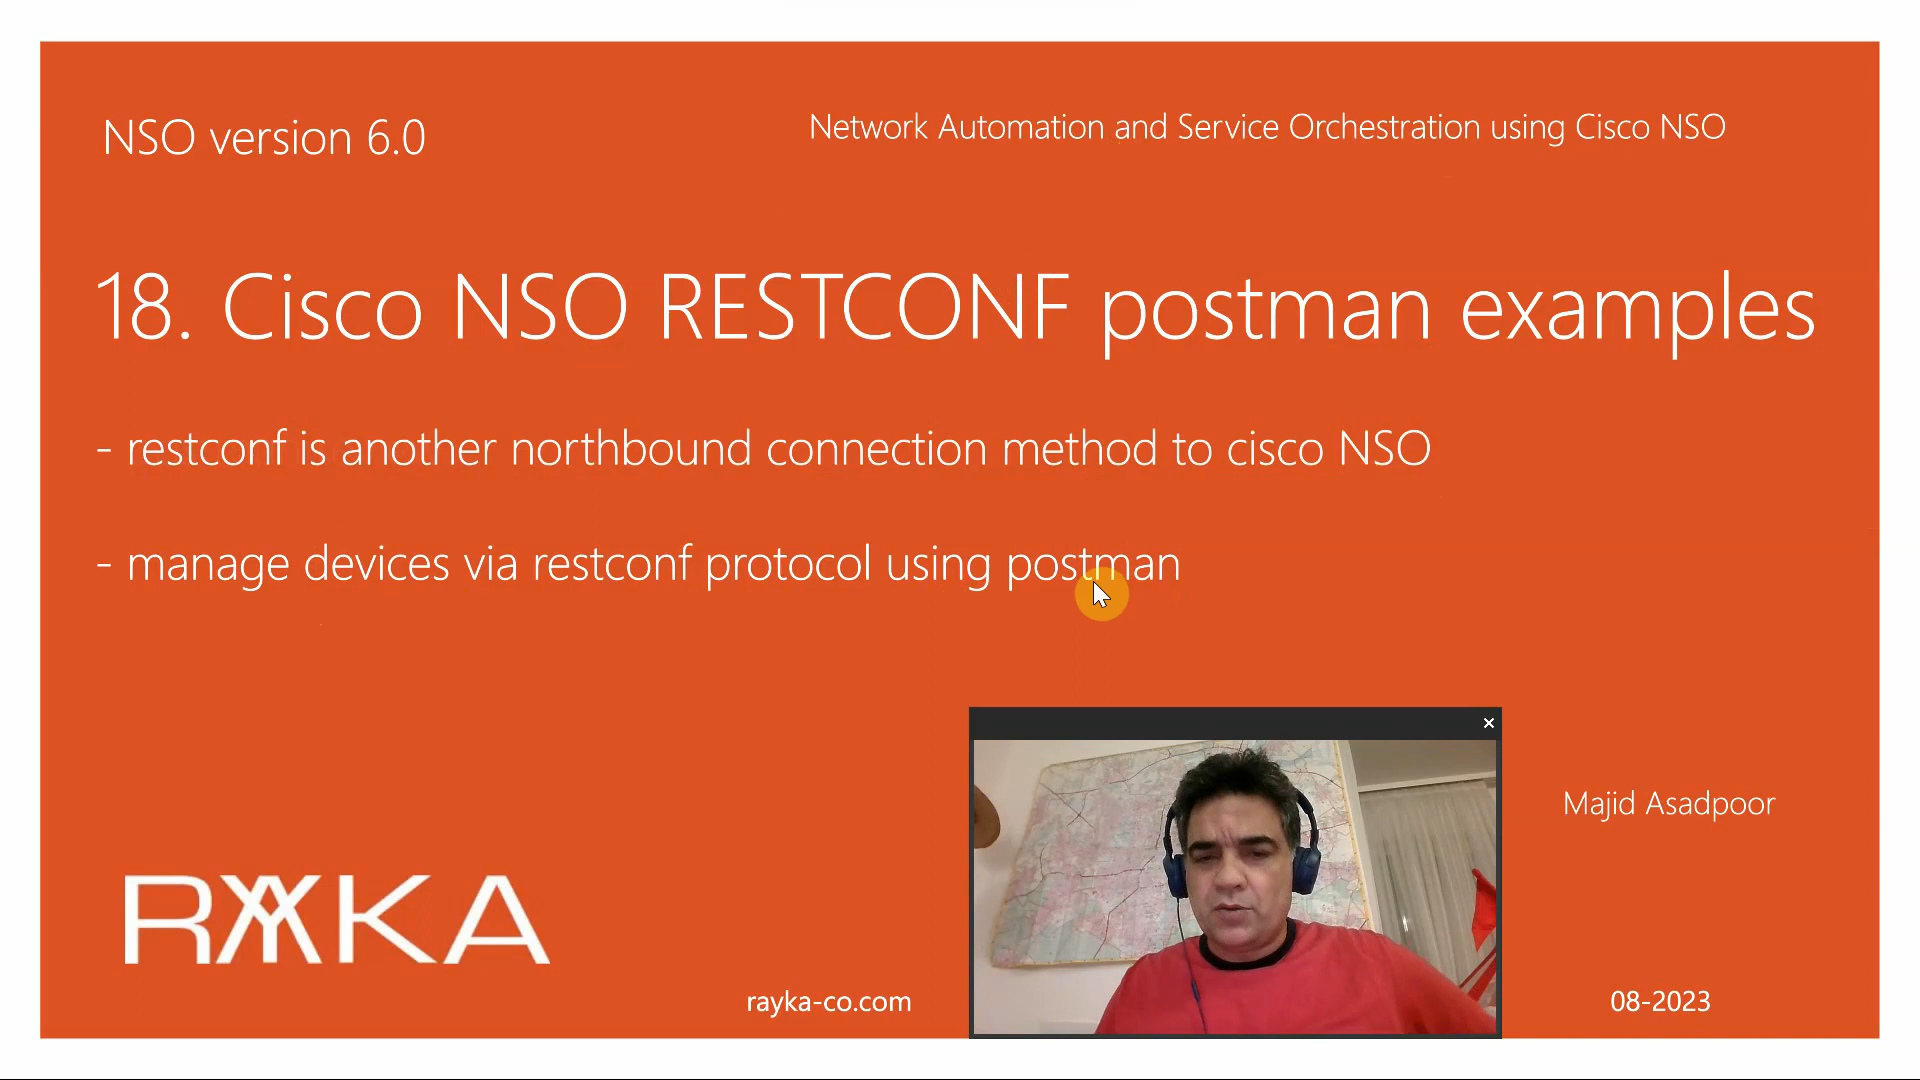 NSO version 6.0
Network Automation and Service Orchestration using Cisco NSO
18. Cisco NSO RESTCONF postman examples
- restconf is another northbound connection method to cisco NSO
- manage devices via restconf protocol using postman
Majid Asadpoor
RAYKA
rayka-co.com
08-2023